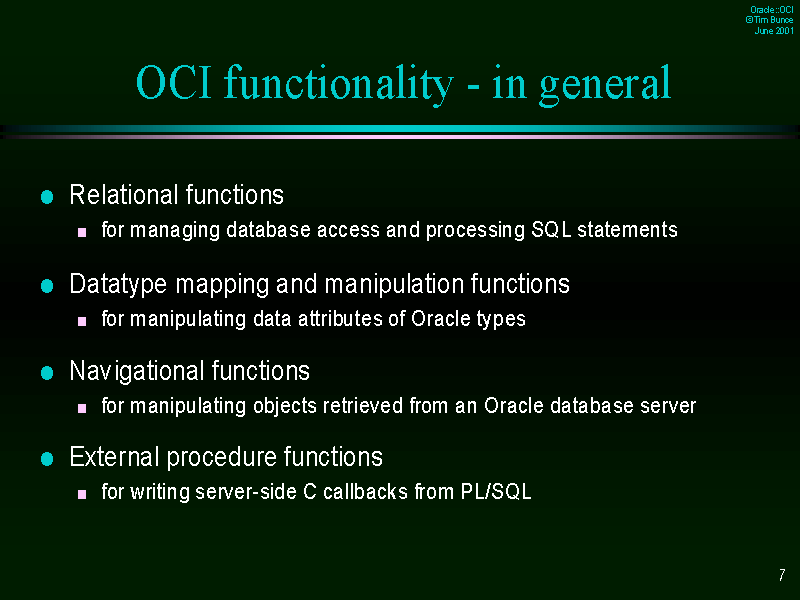 Oracle::OCI
©Tim Bunce
June 2001
OCI functionality - in general
Relational functions
for managing database access and processing SQL statements
Datatype mapping and manipulation functions
for manipulating data attributes of Oracle types
Navigational functions
for manipulating objects retrieved from an Oracle database server
External procedure functions
for writing server-side C callbacks from PL/SQL
7